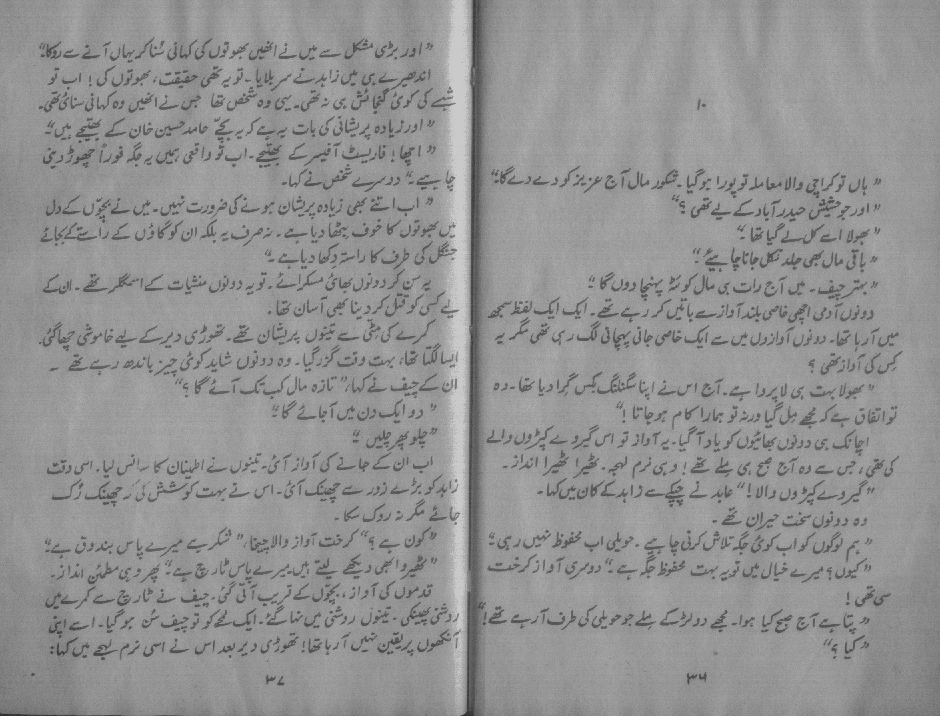 ۱۰
”ہاں تو کراچی والا معاملہ تو پورا ہو گیا۔ شکور مال آج عزیز کو دے دے گا۔“
”اور جو حشیش حیدرآباد کے لیے تھی؟“
”بھولا اسے کل لے گیا تھا۔“
”باقی مال بھی جلد نکل جانا چاہیئے۔“
”بہتر چیف۔ میں آج رات ہی مال کوئٹہ پہنچا دوں گا۔“
دونوں آدمی اچھی خاصی بلند آواز سے باتیں کر رہے تھے۔ ایک ایک لفظ سمجھ
میں آ رہا تھا۔ دونوں آوازوں میں سے ایک خاصی جانی پہچانی لگ رہی تھی مگر یہ
کِس کی آواز تھی؟
”بھولا بہت ہی لاپروا ہے۔ آج اس نے اپنا سگنلنگ بکس گرا دیا تھا۔ وہ
تو اتفاق ہے کہ مجھے مِل گیا ورنہ تو ہمارا کام ہو جاتا!“
اچانک ہی دونوں بھائیوں کو یاد آ گیا۔ یہ آواز تو اس گیروے کپڑوں والے
کی تھی، جس سے وہ آج صبح ہی ملے تھے! وہی نرم لہجہ۔ ٹھیرا ٹھیرا انداز۔
”گیروے کپڑوں والا!“ عابد نے چپکے سے زاہد کے کان میں کہا۔
وہ دونوں سخت حیران تھے۔
”ہم لوگوں کو اب کوئی جگہ تلاش کرنی چاہیے۔ حویلی اب محفوظ نہیں رہی۔“
”کیوں؟ میرے خیال میں تو یہ بہت محفوظ جگہ ہے۔“ دوسری آواز کرخت
سی تھی!
”پتا ہے آج صبح کیا ہوا۔ مجھے دو لڑکے مِلے جو حویلی کی طرف آ رہے تھے!“
”کیا؟“
۳۶
”اور بڑی مشکل سے میں نے انھیں بھوتوں کی کہانی سُنا کر یہاں آنے سے روکا۔“
اندھیرے ہی میں زاہد نے سر ہلایا۔ تو یہ تھی حقیقت، بھوتوں کی! اب تو
شبہے کی کوئی گنجائش ہی نہ تھی۔ یہی وہ شخص تھا جس نے انھیں وہ کہانی سنائی تھی۔
”اور زیادہ پریشانی کی بات یہ ہے کہ یہ بچّے حامد حسین خان کے بھتیجے ہیں۔“
”اچھا! فاریسٹ آفیسر کے بھتیجے۔ اب تو واقعی ہمیں یہ جگہ فوراً چھوڑ دینی
چاہیے۔“ دوسرے شخص نے کہا۔
”اب اتنے بھی زیادہ پریشان ہونے کی ضرورت نہیں۔ میں نے بچّوں کے دل
میں بھوتوں کا خوف بٹھا دیا ہے۔ نہ صرف یہ بلکہ ان کو گاؤں کے راستے کے بجائے
جنگل کی طرف کا راستہ دکھا دیا ہے۔“
یہ سن کر دونوں بھائی مسکرائے۔ تو یہ دونوں منشیات کے اسمگلر تھے۔ ان کے
لیے کسی کو قتل کر دینا بھی آسان تھا۔
کمرے کی مِٹی سے تینوں پریشان تھے۔ تھوڑی دیر کے لیے خاموشی چھا گئی۔
ایسا لگتا تھا، بہت وقت گزر گیا۔ وہ دونوں شاید کوئی چیز باندھ رہے تھے۔
ان کے چیف نے کہا، ”تازہ مال کب تک آئے گا؟“
”دو ایک دن میں آ جائے گا۔“
”چلو پھر چلیں۔“
اب ان کے جانے کی آواز آئی۔ تینوں نے اطمینان کا سانس لیا۔ اسی وقت
زاہد کو بڑے زور سے چھینک آئی۔ اس نے بہت کوشش کی کہ چھینک رُک
جائے مگر نہ روک سکا۔
”کون ہے؟“ کرخت آواز والا چیخا، ”شکر ہے میرے پاس بندوق ہے۔“
”ٹھیرو ابھی دیکھے لیتے ہیں میرے پاس ٹارچ ہے۔“ پھر وہی مطمئن انداز۔
قدموں کی آواز، بچوں کے قریب آتی گئی۔ چیف نے ٹارچ سے کمرے میں
روشنی پھینکی۔ تینوں روشنی میں نہا گئے۔ ایک لمحے کو تو چیف سُن ہو گیا۔ اسے اپنی
آنکھوں پر یقین نہیں آ رہا تھا! تھوڑی دیر بعد اس نے اسی نرم لہجے میں کہا:
۳۷